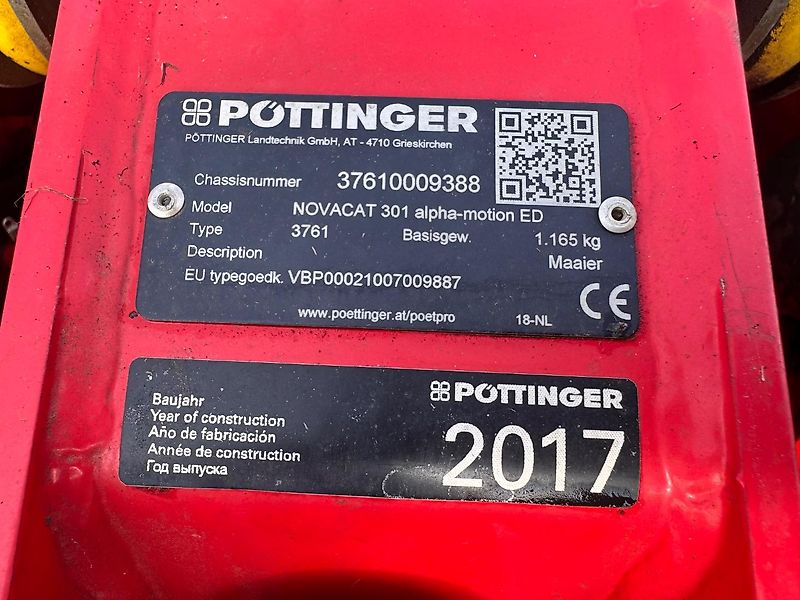 PÖTTINGER
PÖTTINGER Landtechnik GmbH, AT - 4710 Grieskirchen
Chassisnummer 37610009388
Model NOVACAT 301 alpha-motion ED
Type 3761 Basisgew. 1.165 kg
Description Maaier
EU typegoedk. VBP00021007009887
CE
www.poettinger.at/poetpro 18-NL
PÖTTINGER
Baujahr
Year of construction
Año de fabricación
Année de construction
Год выпуска
2017